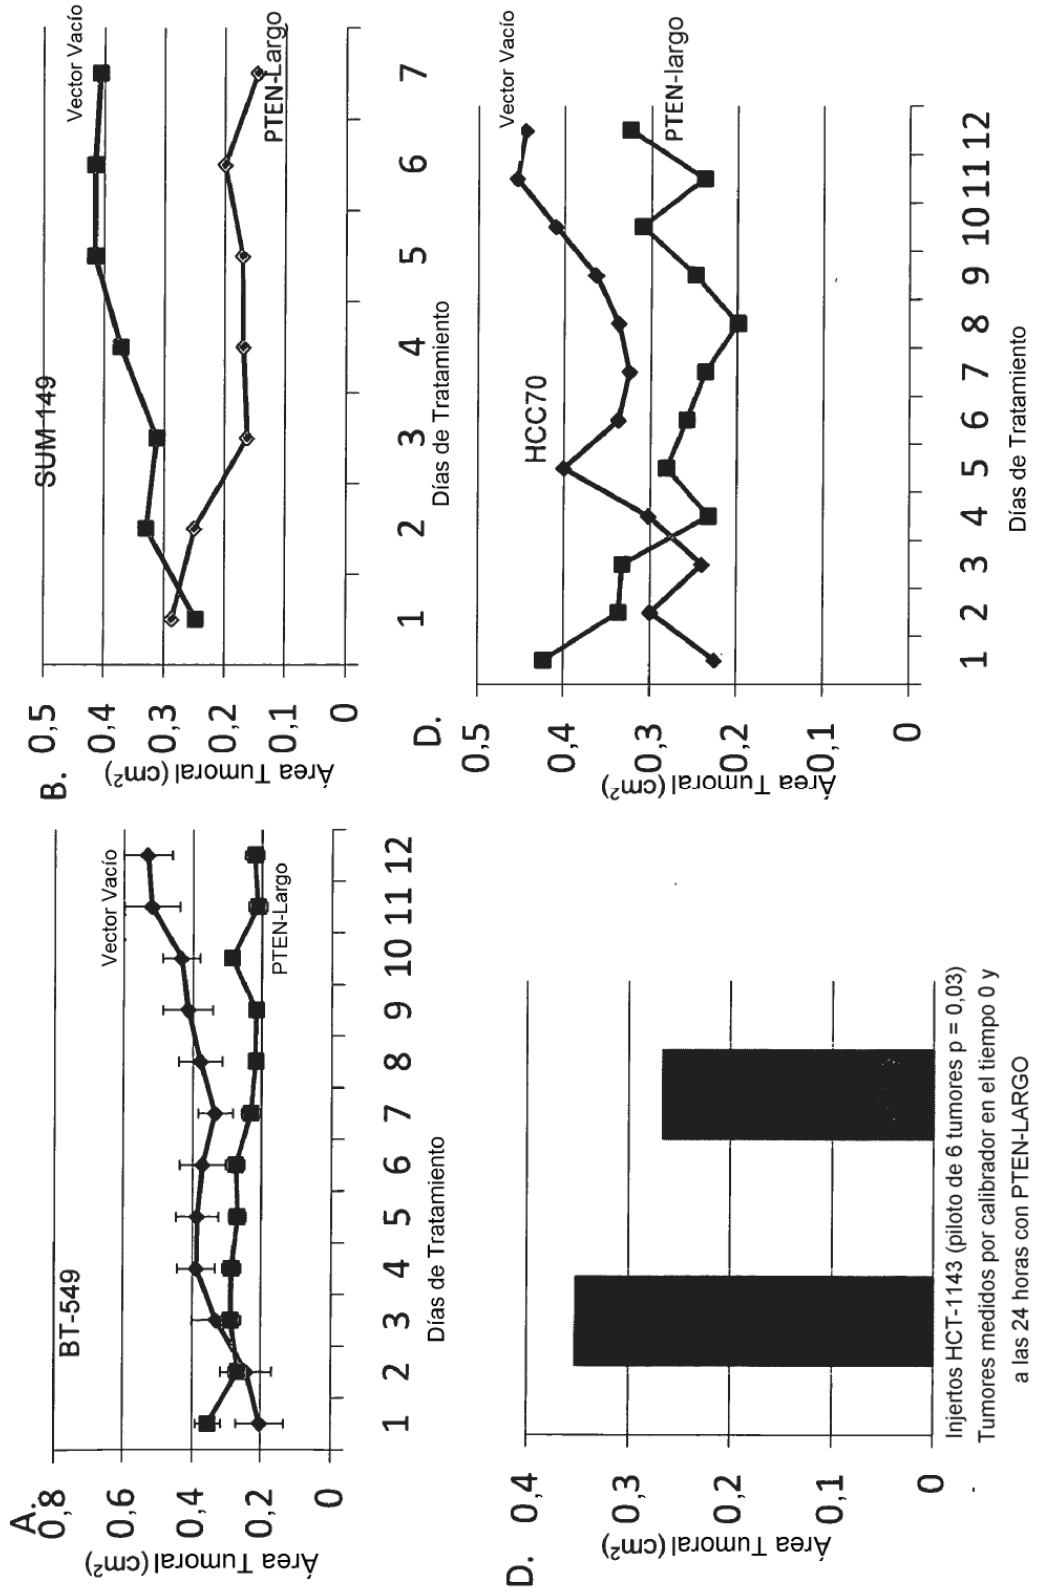 A.
BT-549
Área Tumoral (cm²)
0,8
0,6
0,4
0,2
0
Vector Vacío
PTEN-Largo
1 2 3 4 5 6 7 8 9 10 11 12
Días de Tratamiento
B.
SUM 149
Área Tumoral (cm²)
0,5
0,4
0,3
0,2
0,1
0
Vector Vacío
PTEN-Largo
1 2 3 4 5 6 7
Días de Tratamiento
D.
Área Tumoral (cm²)
0,4
0,3
0,2
0,1
0
Injertos HCT-1143 (piloto de 6 tumores p = 0,03)
Tumores medidos por calibrador en el tiempo 0 y
a las 24 horas con PTEN-LARGO
D.
HCC70
Área Tumoral (cm²)
0,5
0,4
0,3
0,2
0,1
0
Vector Vacío
PTEN-largo
1 2 3 4 5 6 7 8 9 10 11 12
Días de Tratamiento